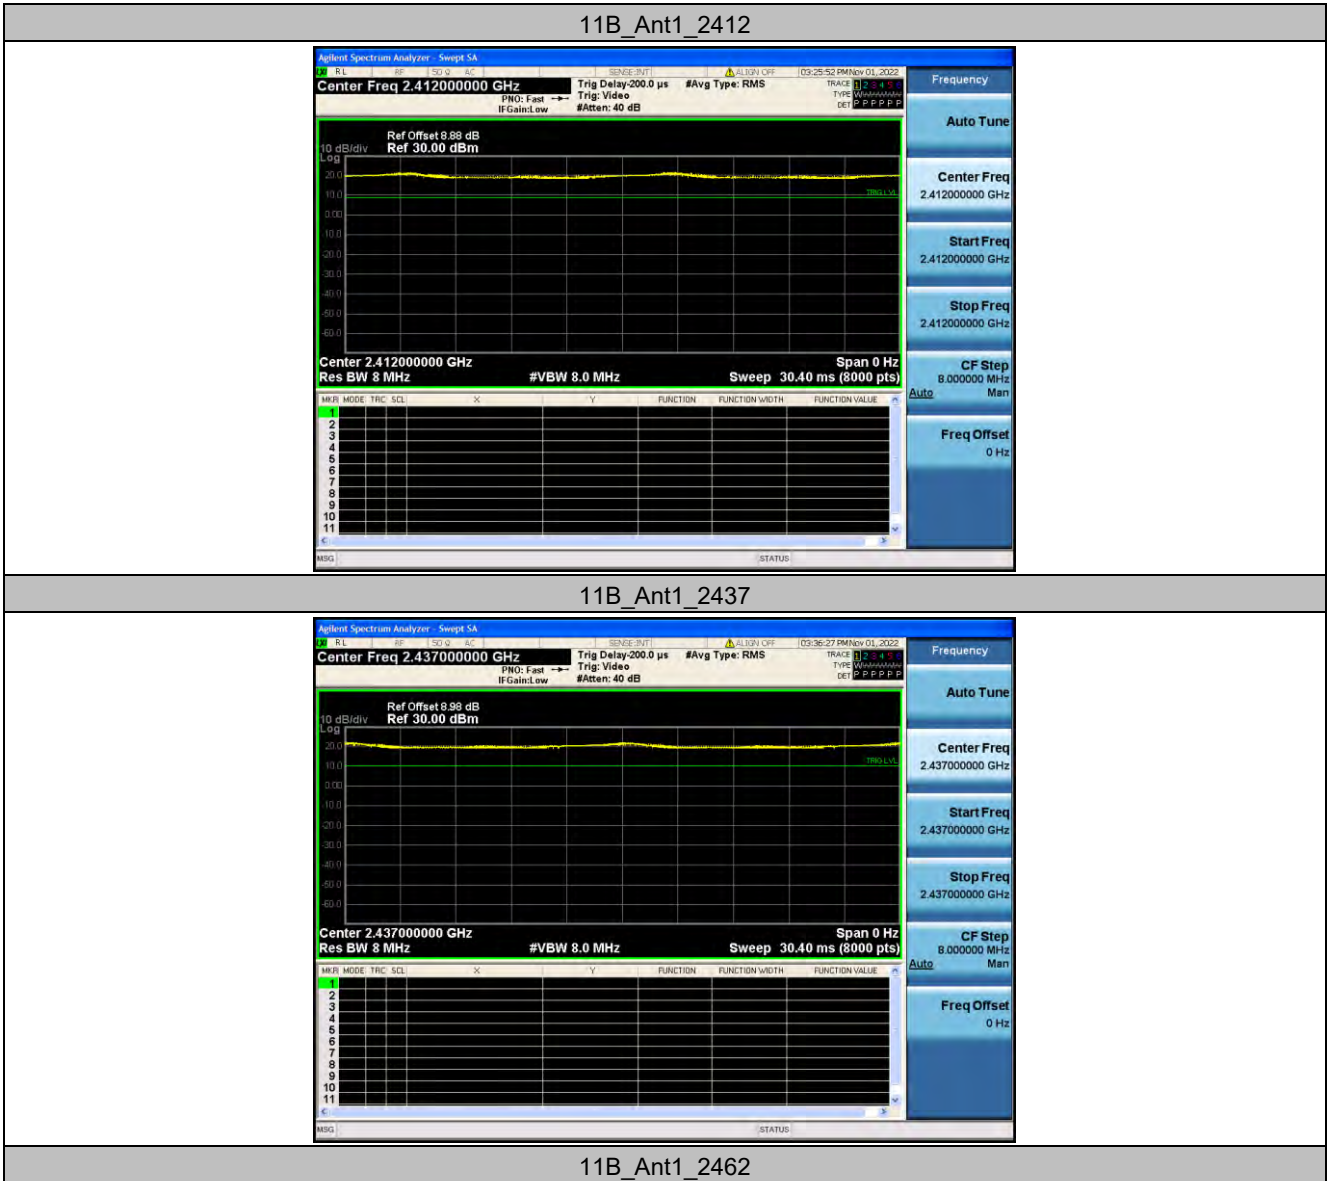 11B_Ant1_2412
Agilent Spectrum Analyzer - Swept SA
RL RF 50 Ω AC SENSE:INT ALIGN OFF 03:25:52 PM Nov 01, 2022
Center Freq 2.412000000 GHz
PNO: Fast
IFGain:Low
Trig Delay-200.0 µs
Trig: Video
#Atten: 40 dB
#Avg Type: RMS
TRACE 1 2 3 4 5 6
TYPE
DET P P P P P P
Ref Offset 8.88 dB
10 dB/div Ref 30.00 dBm
Log
20.0
10.0
TRIG LVL
0.00
-10.0
-20.0
-30.0
-40.0
-50.0
-60.0
Center 2.412000000 GHz Span 0 Hz
Res BW 8 MHz #VBW 8.0 MHz Sweep 30.40 ms (8000 pts)
MKR MODE TRC SCL X Y FUNCTION FUNCTION WIDTH FUNCTION VALUE
1
2
3
4
5
6
7
8
9
10
11
MSG STATUS
Frequency
Auto Tune
Center Freq
2.412000000 GHz
Start Freq
2.412000000 GHz
Stop Freq
2.412000000 GHz
CF Step
8.000000 MHz
Auto Man
Freq Offset
0 Hz
11B_Ant1_2437
Agilent Spectrum Analyzer - Swept SA
RL RF 50 Ω AC SENSE:INT ALIGN OFF 03:36:27 PM Nov 01, 2022
Center Freq 2.437000000 GHz
PNO: Fast
IFGain:Low
Trig Delay-200.0 µs
Trig: Video
#Atten: 40 dB
#Avg Type: RMS
TRACE 1 2 3 4 5 6
TYPE
DET P P P P P P
Ref Offset 8.98 dB
10 dB/div Ref 30.00 dBm
Log
20.0
10.0
TRIG LVL
0.00
-10.0
-20.0
-30.0
-40.0
-50.0
-60.0
Center 2.437000000 GHz Span 0 Hz
Res BW 8 MHz #VBW 8.0 MHz Sweep 30.40 ms (8000 pts)
MKR MODE TRC SCL X Y FUNCTION FUNCTION WIDTH FUNCTION VALUE
1
2
3
4
5
6
7
8
9
10
11
MSG STATUS
Frequency
Auto Tune
Center Freq
2.437000000 GHz
Start Freq
2.437000000 GHz
Stop Freq
2.437000000 GHz
CF Step
8.000000 MHz
Auto Man
Freq Offset
0 Hz
11B_Ant1_2462